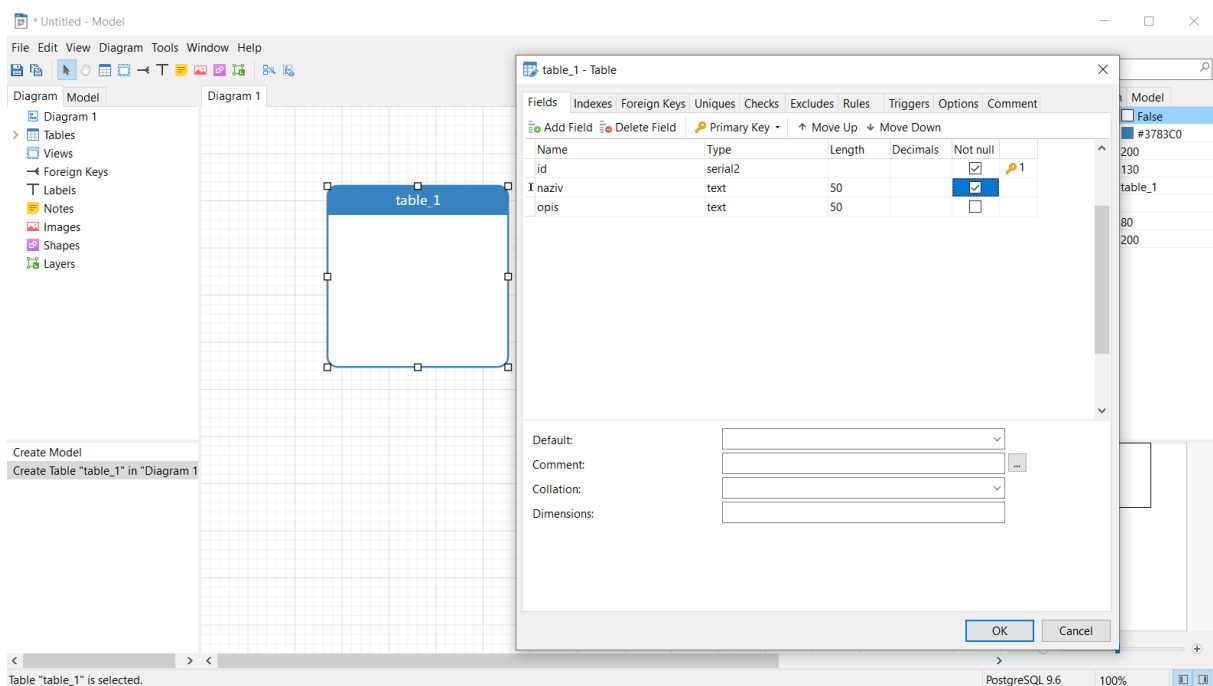 * Untitled - Model
File Edit View Diagram Tools Window Help
Diagram Model
Diagram 1
Tables
Views
Foreign Keys
Labels
Notes
Images
Shapes
Layers
Create Model
Create Table "table_1" in "Diagram 1
Diagram 1
table_1
table_1 - Table
Fields Indexes Foreign Keys Uniques Checks Excludes Rules Triggers Options Comment
Add Field Delete Field Primary Key Move Up Move Down
Name Type Length Decimals Not null
id serial2 1
naziv text 50
opis text 50
Default:
Comment: ...
Collation:
Dimensions:
OK Cancel
Model
False
#3783C0
200
130
table_1
80
200
Table "table_1" is selected. PostgreSQL 9.6 100%